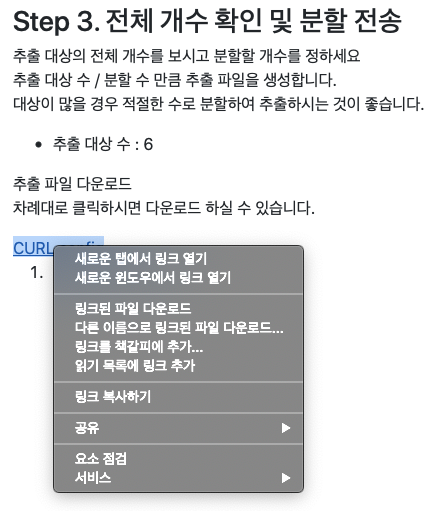 Step 3. 전체 개수 확인 및 분할 전송
추출 대상의 전체 개수를 보시고 분할할 개수를 정하세요
추출 대상 수 / 분할 수 만큼 추출 파일을 생성합니다.
대상이 많을 경우 적절한 수로 분할하여 추출하시는 것이 좋습니다.
• 추출 대상 수 : 6
추출 파일 다운로드
차례대로 클릭하시면 다운로드 하실 수 있습니다.
CURL
1.
새로운 탭에서 링크 열기
새로운 윈도우에서 링크 열기
링크된 파일 다운로드
다른 이름으로 링크된 파일 다운로드...
링크를 책갈피에 추가...
읽기 목록에 링크 추가
링크 복사하기
공유 ▶
요소 점검
서비스 ▶